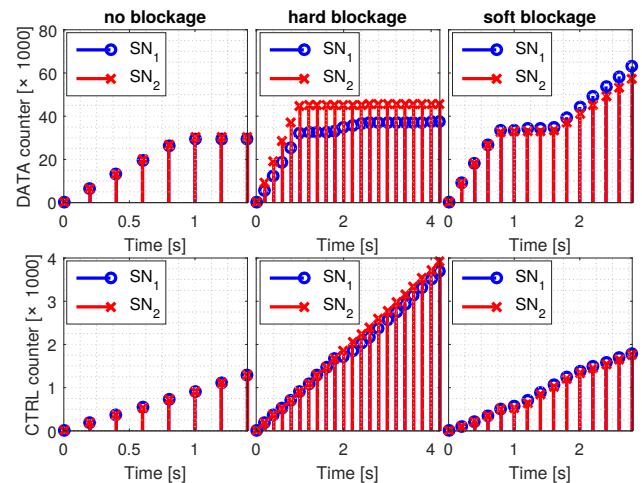 no blockage hard blockage soft blockage
DATA counter [× 1000]
80
60
40
20
0
SN1
SN2
SN1
SN2
SN1
SN2
0 0.5 1 0 2 4 0 1 2
Time [s] Time [s] Time [s]
CTRL counter [× 1000]
4
3
2
1
0
SN1
SN2
SN1
SN2
SN1
SN2
0 0.5 1 0 2 4 0 1 2
Time [s] Time [s] Time [s]